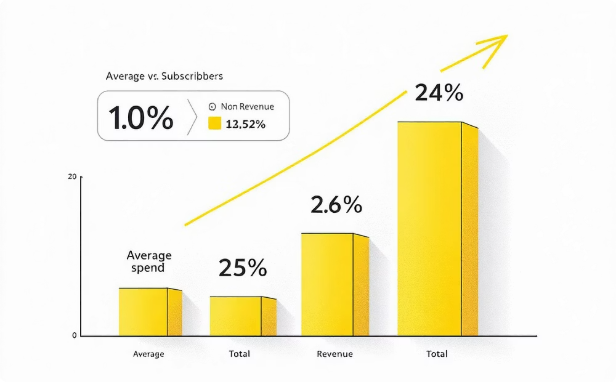 Average vs. Subscribbers
1.0%
Non Revenue
13,52%
24%
20
2.6%
Average
spend
25%
0
Average
Total
Revenue
Total